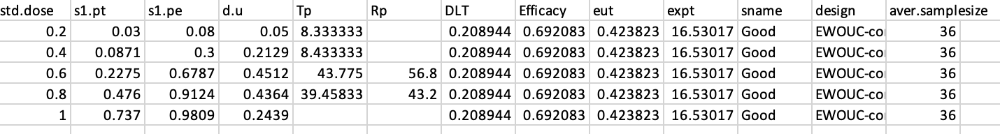 std.dose s1.pt s1.pe d.u Tp Rp DLT Efficacy eut expt sname design aver.samplesize
0.2 0.03 0.08 0.05 8.333333 0.208944 0.692083 0.423823 16.53017 Good EWOUC-co 36
0.4 0.0871 0.3 0.2129 8.433333 0.208944 0.692083 0.423823 16.53017 Good EWOUC-co 36
0.6 0.2275 0.6787 0.4512 43.775 56.8 0.208944 0.692083 0.423823 16.53017 Good EWOUC-co 36
0.8 0.476 0.9124 0.4364 39.45833 43.2 0.208944 0.692083 0.423823 16.53017 Good EWOUC-co 36
1 0.737 0.9809 0.2439 0.208944 0.692083 0.423823 16.53017 Good EWOUC-co 36